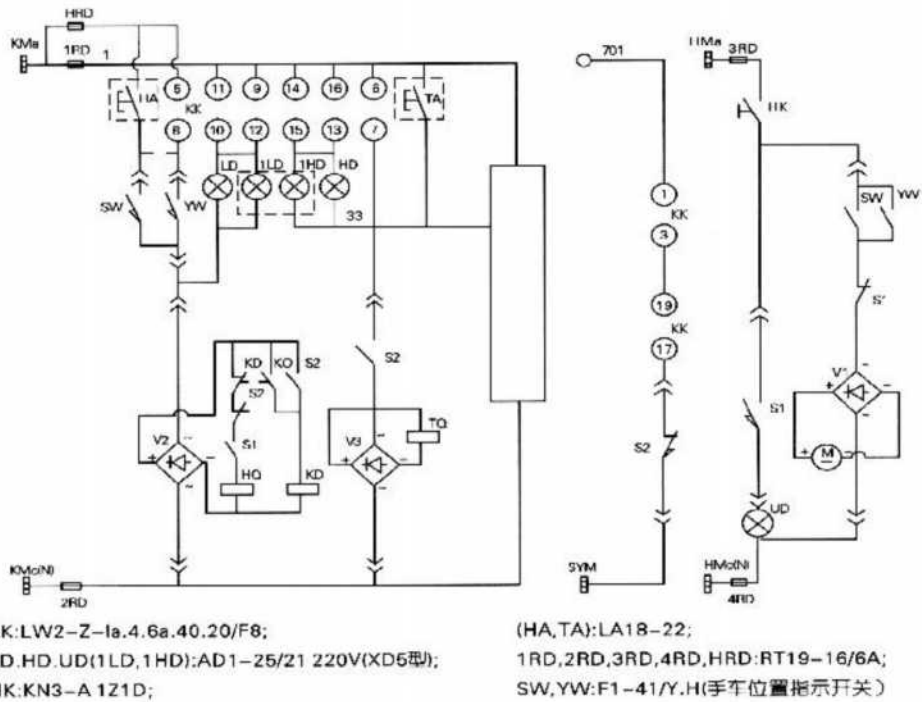 HRD
KMa
1RD
1
HA
5
11
9
14
16
6
TA
KK
8
10
12
15
13
7
LD
1LD
1HD
HD
SW
YW
33
KD
KO
S2
S2
S2
S1
V2
+
~
-
~
HQ
KD
TQ
V3
+
~
-
~
KMc(N)
2RD
701
1
KK
3
19
KK
17
S2
SYM
HMa
3RD
HK
SW
YW
S1
V1
+
~
-
~
S1
+
M
-
UD
HMc(N)
4RD
K:LW2-Z-Ia.4.6a.40.20/F8;
D.HD.UD(1LD,1HD):AD1-25/21 220V(XD5型);
IK:KN3-A 1Z1D;
(HA,TA):LA18-22;
1RD,2RD,3RD,4RD,HRD:RT19-16/6A;
SW,YW:F1-41/Y.H(手车位置指示开关)